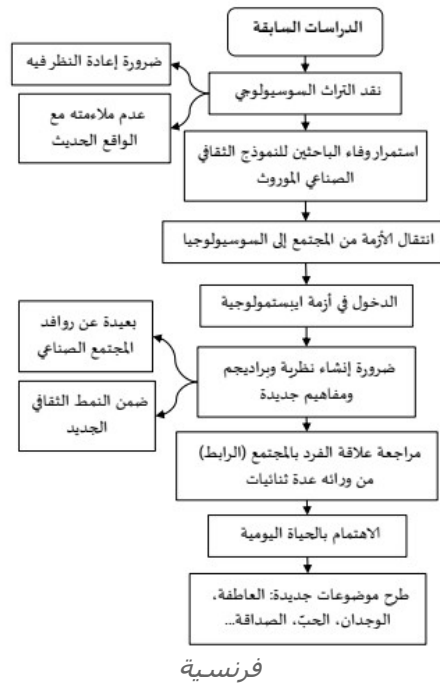 الدراسات السابقة
ضرورة إعادة النظر فيه
نقد التراث السوسيولوجي
عدم ملاءمته مع
الواقع الحديث
استمرار وفاء الباحثين للنموذج الثقافي
الصناعي الموروث
انتقال الأزمة من المجتمع إلى السوسيولوجيا
الدخول في أزمة ايبستمولوجية
بعيدة عن روافد
المجتمع الصناعي
ضرورة إنشاء نظرية وبراديجم
ومفاهيم جديدة
ضمن النمط الثقافي
الجديد
مراجعة علاقة الفرد بالمجتمع (الرابط)
من ورائه عدة ثنائيات
الاهتمام بالحياة اليومية
طرح موضوعات جديدة: العاطفة،
الوجدان، الحبّ، الصداقة...
فرنسية